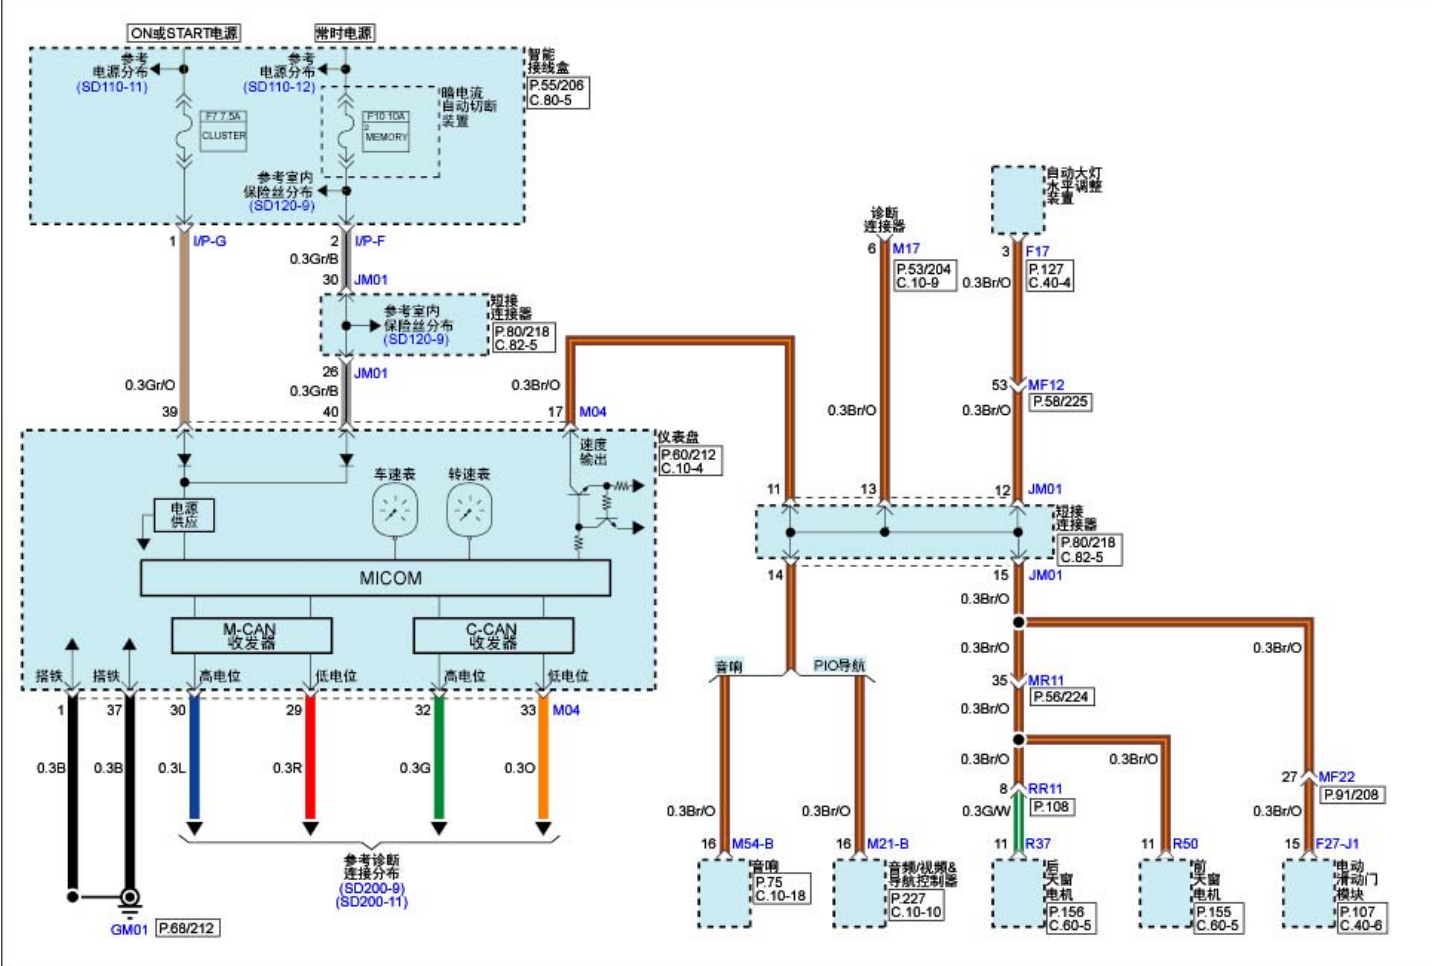 ON或START电源
常时电源
参考
电源分布
(SD110-11)
参考
电源分布
(SD110-12)
智能
接线盒
P.55/206
C.80-5
暗电流
自动切断
装置
F7 7.5A
CLUSTER
F10 10A
2
MEMORY
参考室内
保险丝分布
(SD120-9)
1
I/P-G
2
I/P-F
0.3Gr/B
30
JM01
参考室内
保险丝分布
(SD120-9)
短接
连接器
P.80/218
C.82-5
26
JM01
0.3Gr/O
0.3Gr/B
0.3Br/O
39
40
17
M04
诊断
连接器
6
M17
P.53/204
C.10-9
自动大灯
水平调整
装置
3
F17
P.127
C.40-4
0.3Br/O
53
MF12
P.58/225
0.3Br/O
0.3Br/O
仪表盘
P.60/212
C.10-4
速度
输出
车速表
转速表
电源
供应
MICOM
M-CAN
收发器
C-CAN
收发器
搭铁
搭铁
高电位
低电位
高电位
低电位
11
13
12
JM01
短接
连接器
P.80/218
C.82-5
14
15
JM01
0.3Br/O
0.3Br/O
0.3Br/O
1
37
30
29
32
33
M04
0.3B
0.3B
0.3L
0.3R
0.3G
0.3O
音响
PIO导航
35
MR11
P.56/224
0.3Br/O
0.3Br/O
0.3Br/O
27
MF22
P.91/208
8
RR11
P.108
0.3Br/O
0.3Br/O
0.3G/W
0.3Br/O
参考诊断
连接分布
(SD200-9)
(SD200-11)
GM01
P.68/212
16
M54-B
16
M21-B
11
R37
11
R50
15
F27-J1
音响
P.75
C.10-18
音频/视频&
导航控制器
P.227
C.10-10
后
天窗
电机
P.156
C.60-5
前
天窗
电机
P.155
C.60-5
电动
滑动门
模块
P.107
C.40-6